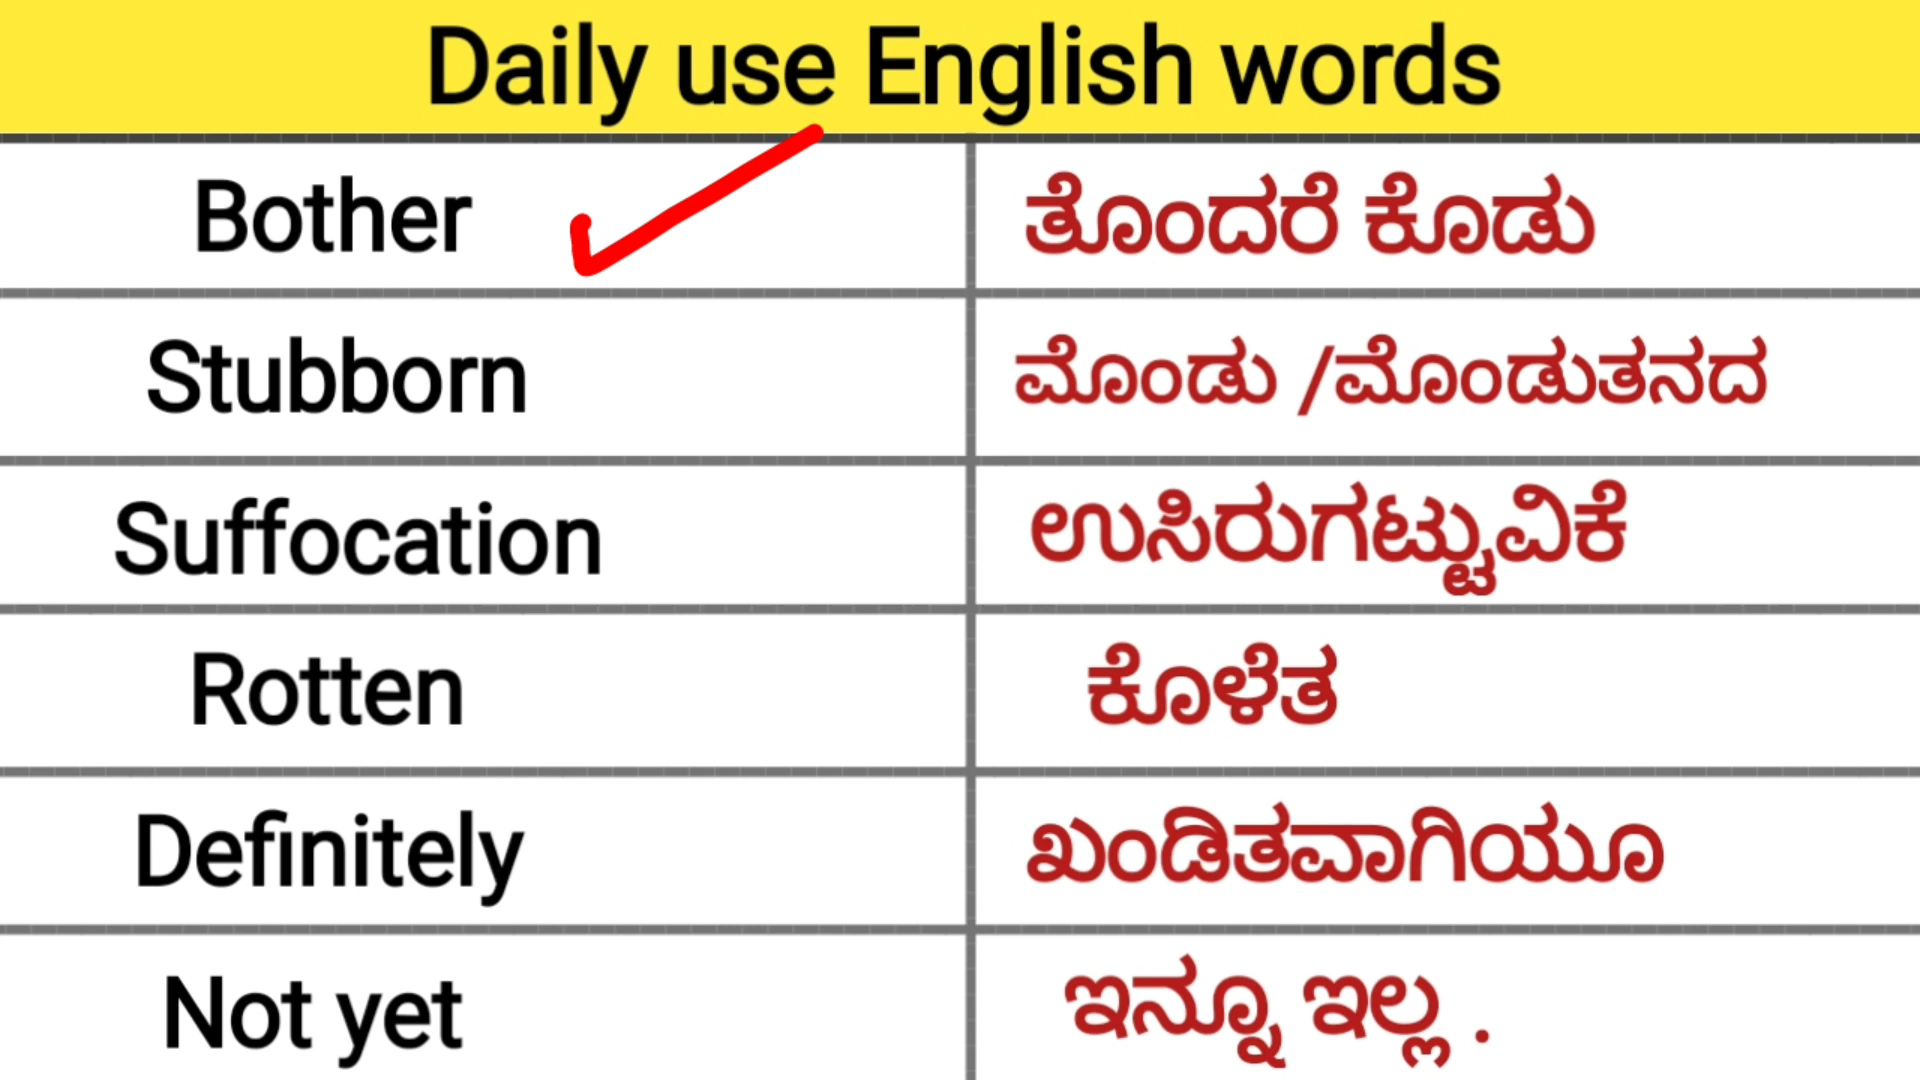 Daily use English words
Bother ತೊಂದರೆ ಕೊಡು
Stubborn ಮೊಂಡು /ಮೊಂಡುತನದ
Suffocation ಉಸಿರುಗಟ್ಟುವಿಕೆ
Rotten ಕೊಳೆತ
Definitely ಖಂಡಿತವಾಗಿಯೂ
Not yet ಇನ್ನೂ ಇಲ್ಲ .